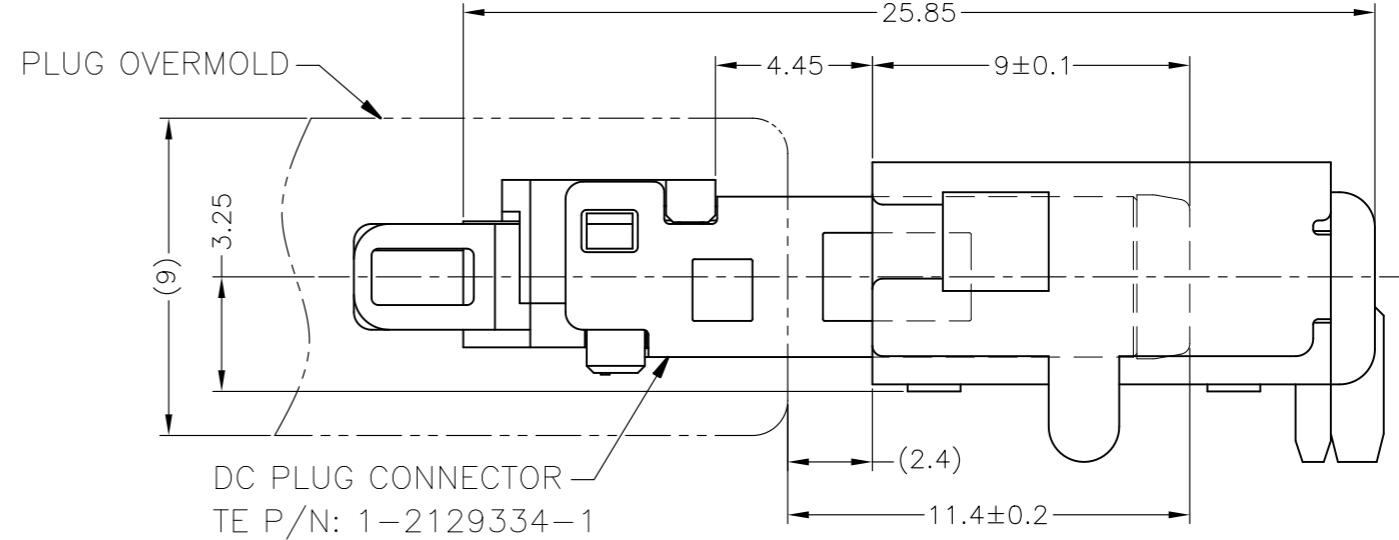 25.85
PLUG OVERMOLD
4.45
9±0.1
3.25
(9)
(2.4)
DC PLUG CONNECTOR
TE P/N: 1-2129334-1
11.4±0.2